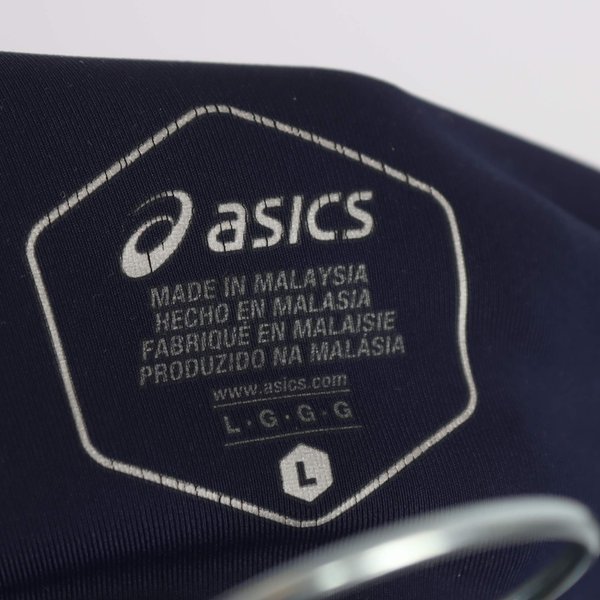 asics
MADE IN MALAYSIA
HECHO EN MALASIA
FABRIQUÉ EN MALAISIE
PRODUZIDO NA MALÁSIA
www.asics.com
L·G·G·G
L